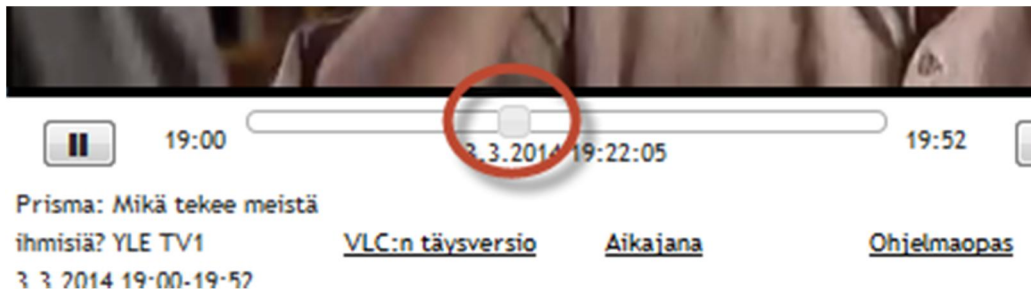 19:00
19:52
3.3.2014 19:22:05
Prisma: Mikä tekee meistä
ihmisiä? YLE TV1
3.3.2014 19:00-19:52
VLC:n täysversio
Aikajana
Ohjelmaopas